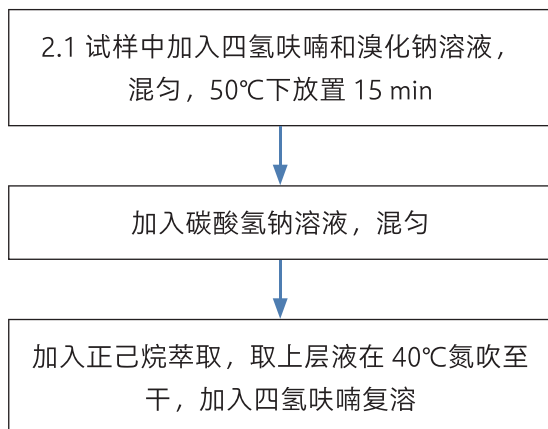 2.1 试样中加入四氢呋喃和溴化钠溶液，
混匀，50℃下放置 15 min
加入碳酸氢钠溶液，混匀
加入正己烷萃取，取上层液在 40℃氮吹至
干，加入四氢呋喃复溶